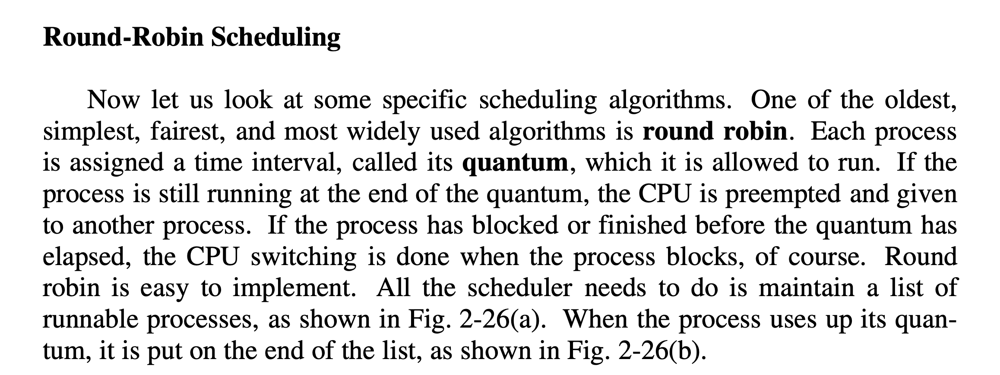 Round-Robin Scheduling
Now let us look at some specific scheduling algorithms. One of the oldest,
simplest, fairest, and most widely used algorithms is round robin. Each process
is assigned a time interval, called its quantum, which it is allowed to run. If the
process is still running at the end of the quantum, the CPU is preempted and given
to another process. If the process has blocked or finished before the quantum has
elapsed, the CPU switching is done when the process blocks, of course. Round
robin is easy to implement. All the scheduler needs to do is maintain a list of
runnable processes, as shown in Fig. 2-26(a). When the process uses up its quan-
tum, it is put on the end of the list, as shown in Fig. 2-26(b).